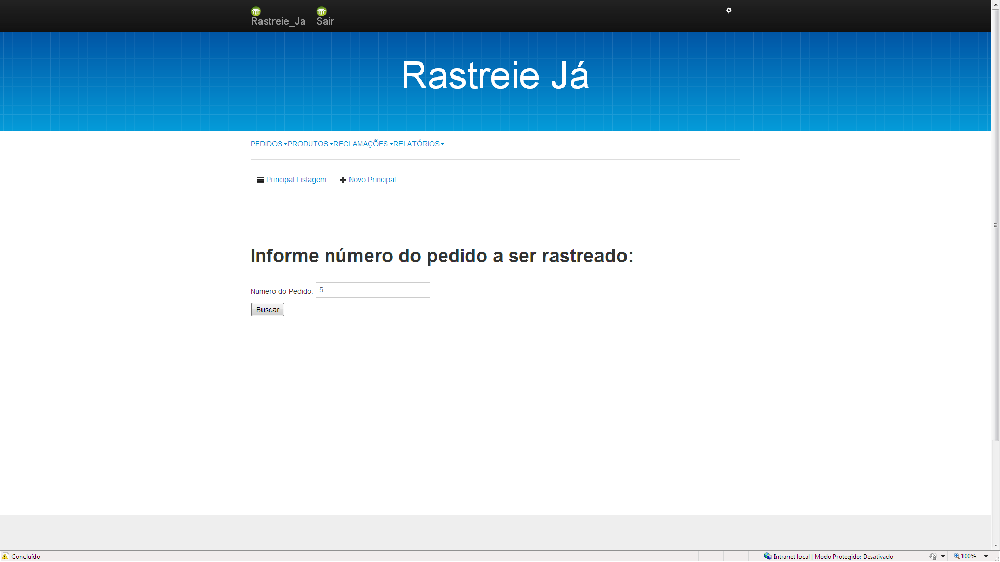 Rastreie_Ja Sair
Rastreie Já
PEDIDOS PRODUTOS RECLAMAÇÕES RELATÓRIOS
Principal Listagem Novo Principal
Informe número do pedido a ser rastreado:
Numero do Pedido: 5
Buscar
Concluído Intranet local | Modo Protegido: Desativado 100%